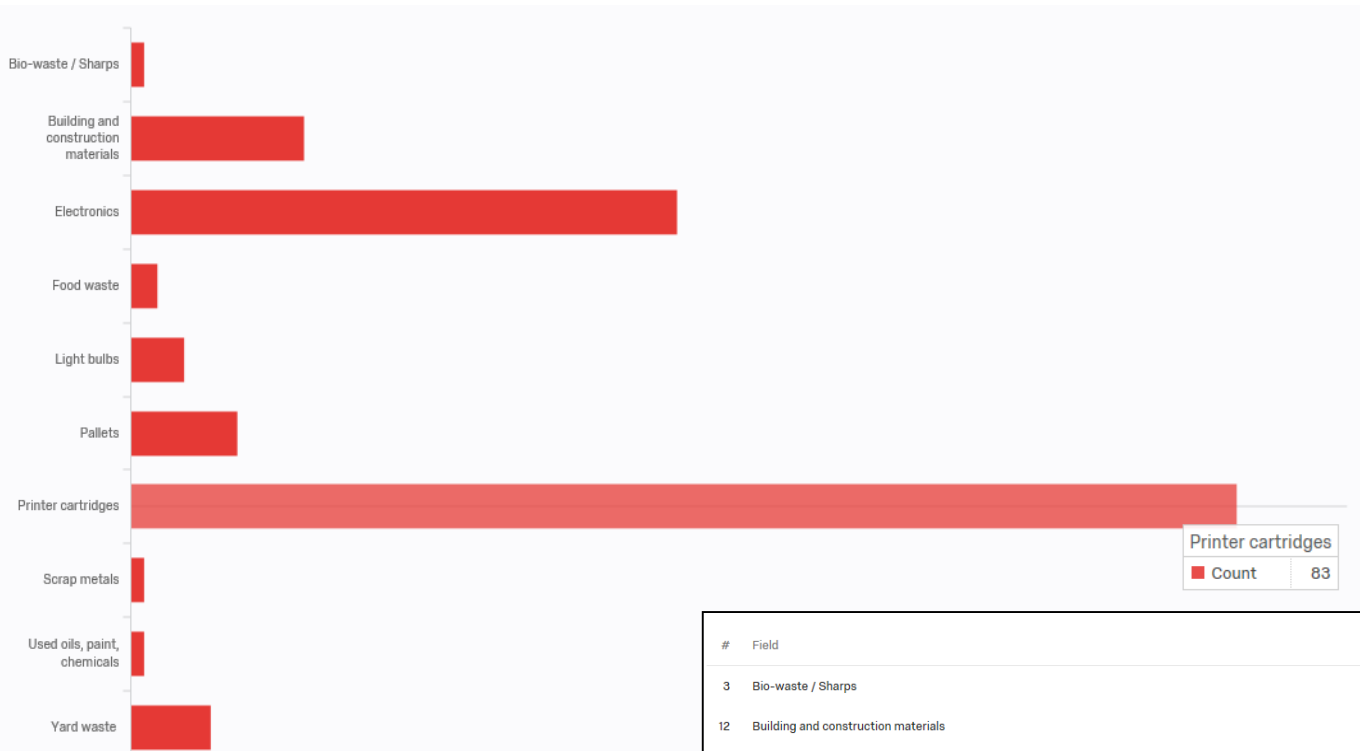 Bio-waste / Sharps
Building and
construction
materials
Electronics
Food waste
Light bulbs
Pallets
Printer cartridges
Printer cartridges
Count 83
Scrap metals
Used oils, paint,
chemicals
Yard waste
# Field
3 Bio-waste / Sharps
12 Building and construction materials